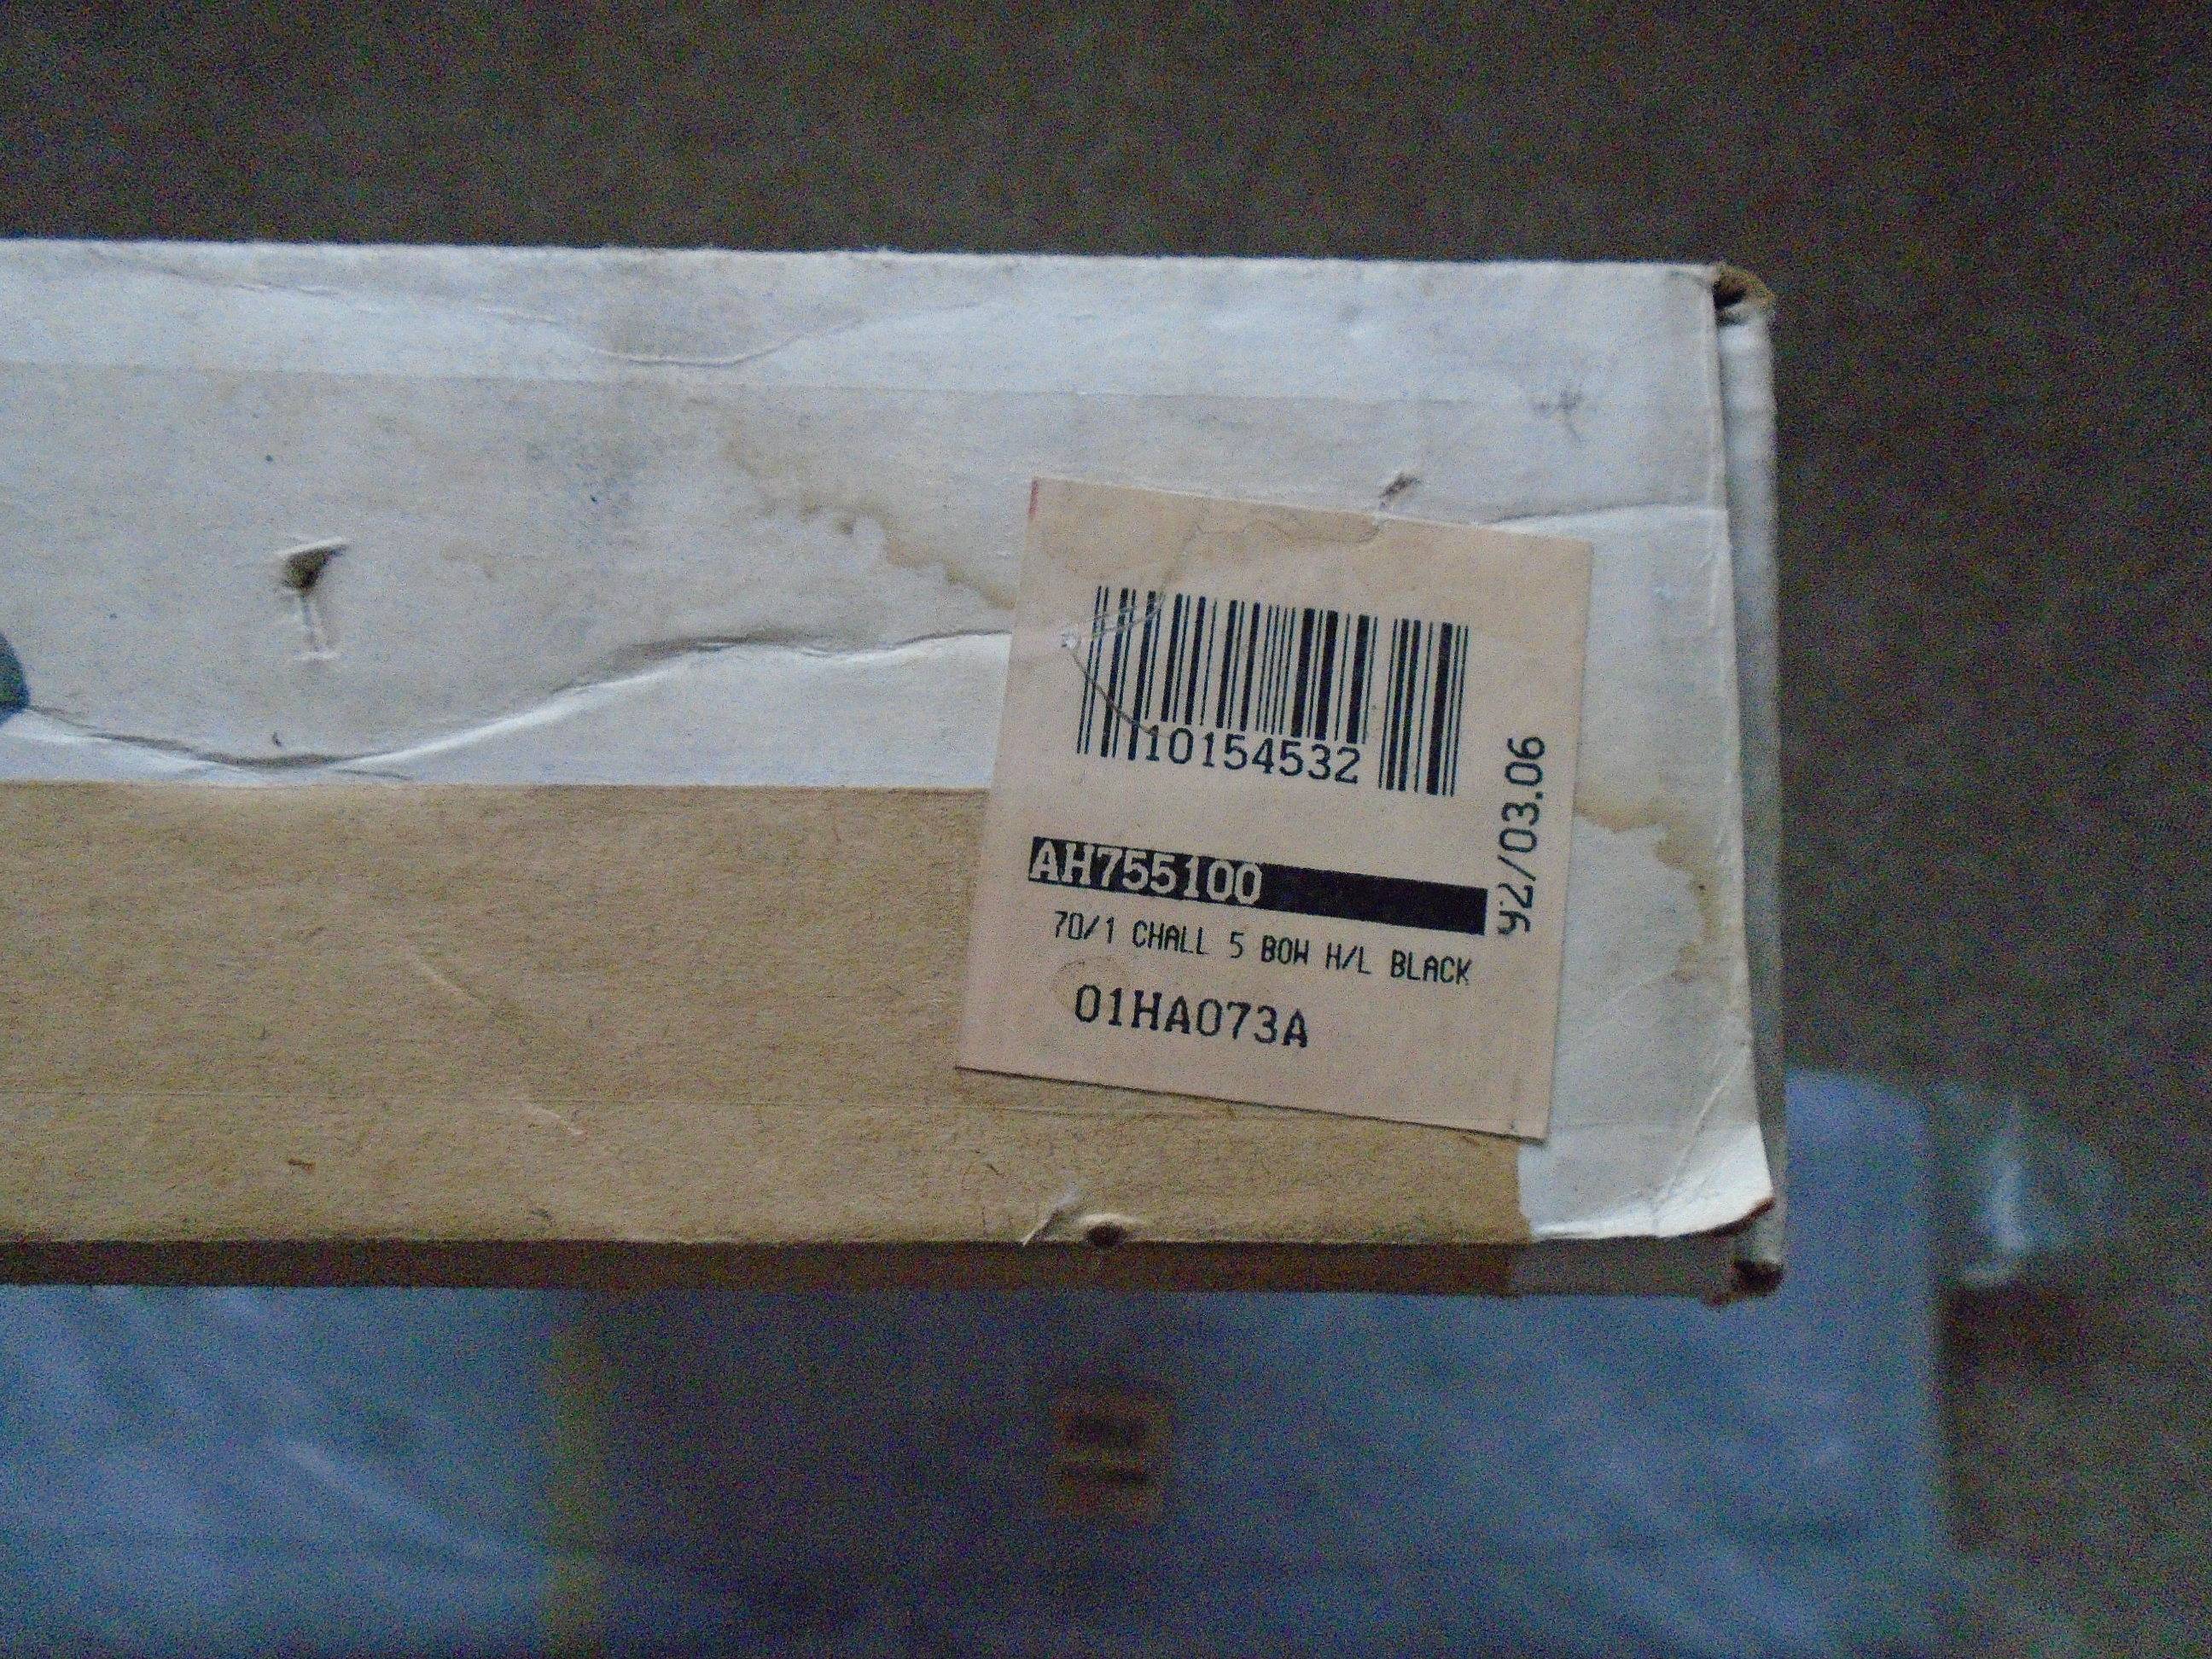 10154532
AH755100
70/1 CHALL 5 BOW H/L BLACK
01HA073A
92/03.06